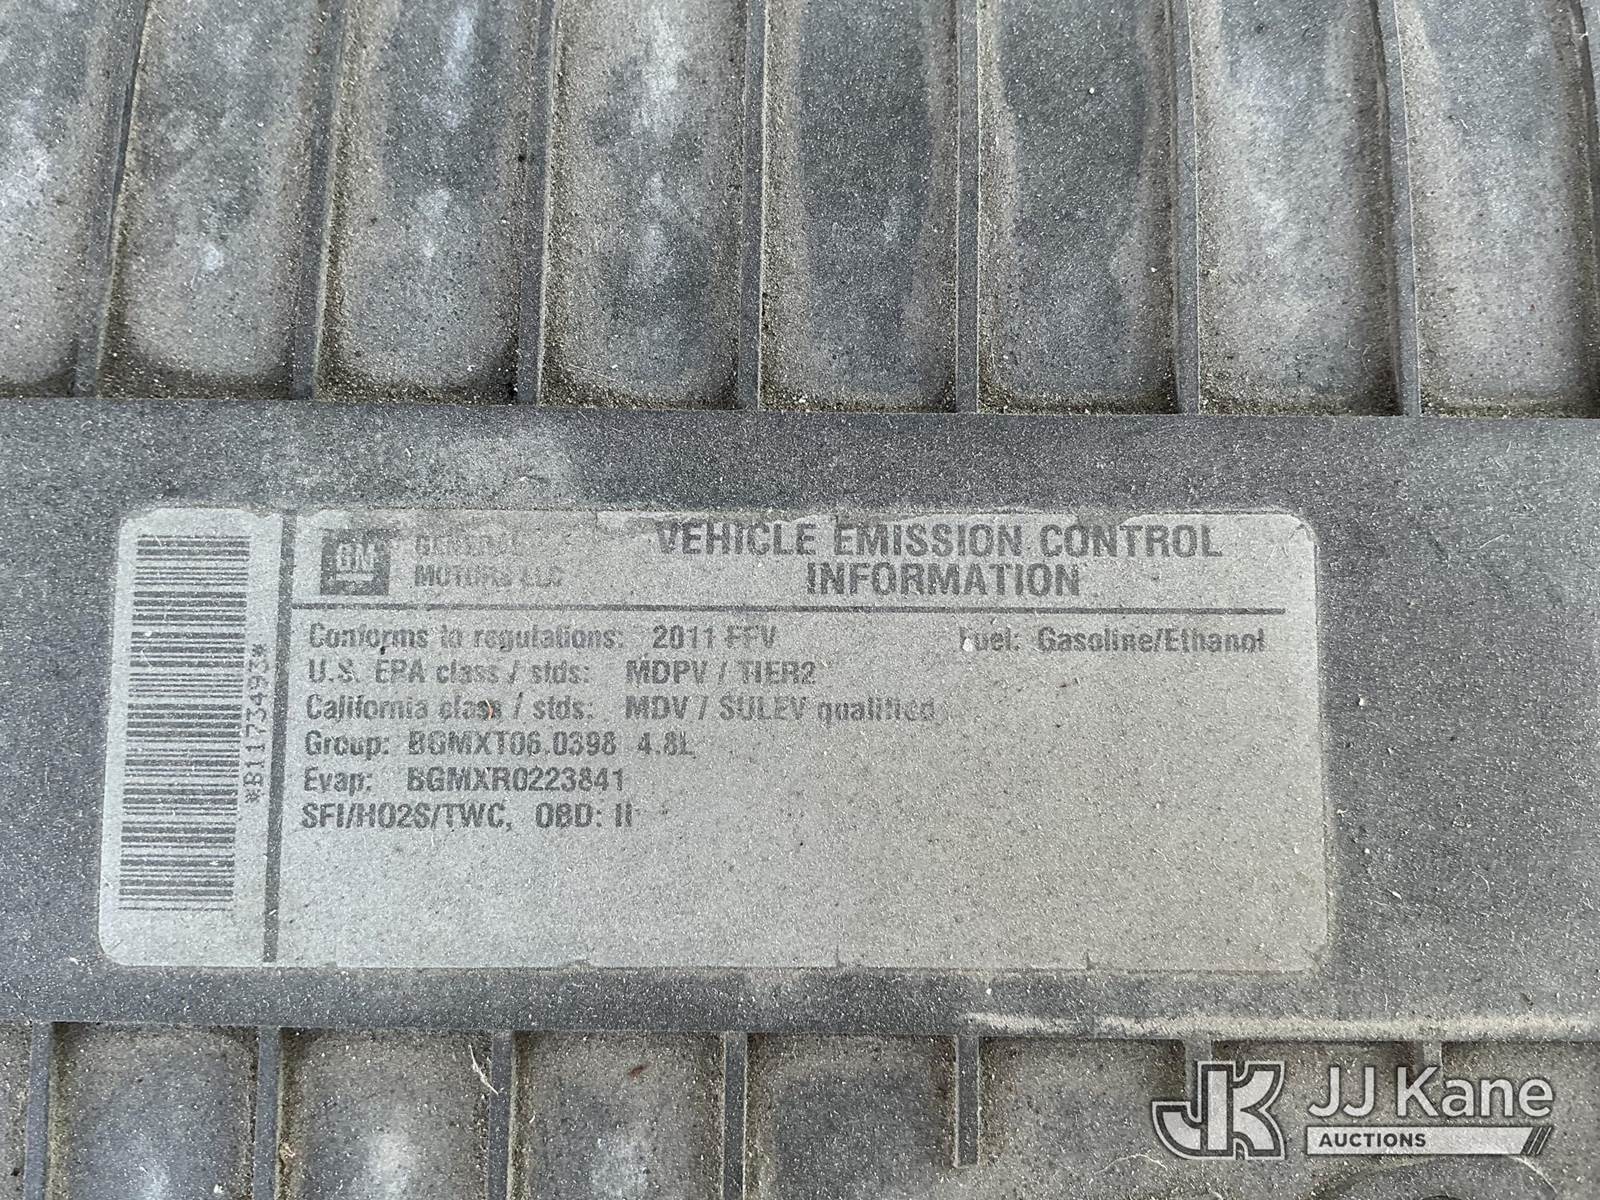 GM
GENERAL
MOTORS LLC
VEHICLE EMISSION CONTROL
INFORMATION
Conforms to regulations: 2011 FFV Fuel: Gasoline/Ethanol
U.S. EPA class / stds: MDPV / TIER2
California class / stds: MDV / SULEV qualified
Group: BGMXT06.0398 4.8L
Evap: BGMXR0223841
SFI/HO2S/TWC, OBD: II
*B1173493*
JK JJ Kane
AUCTIONS